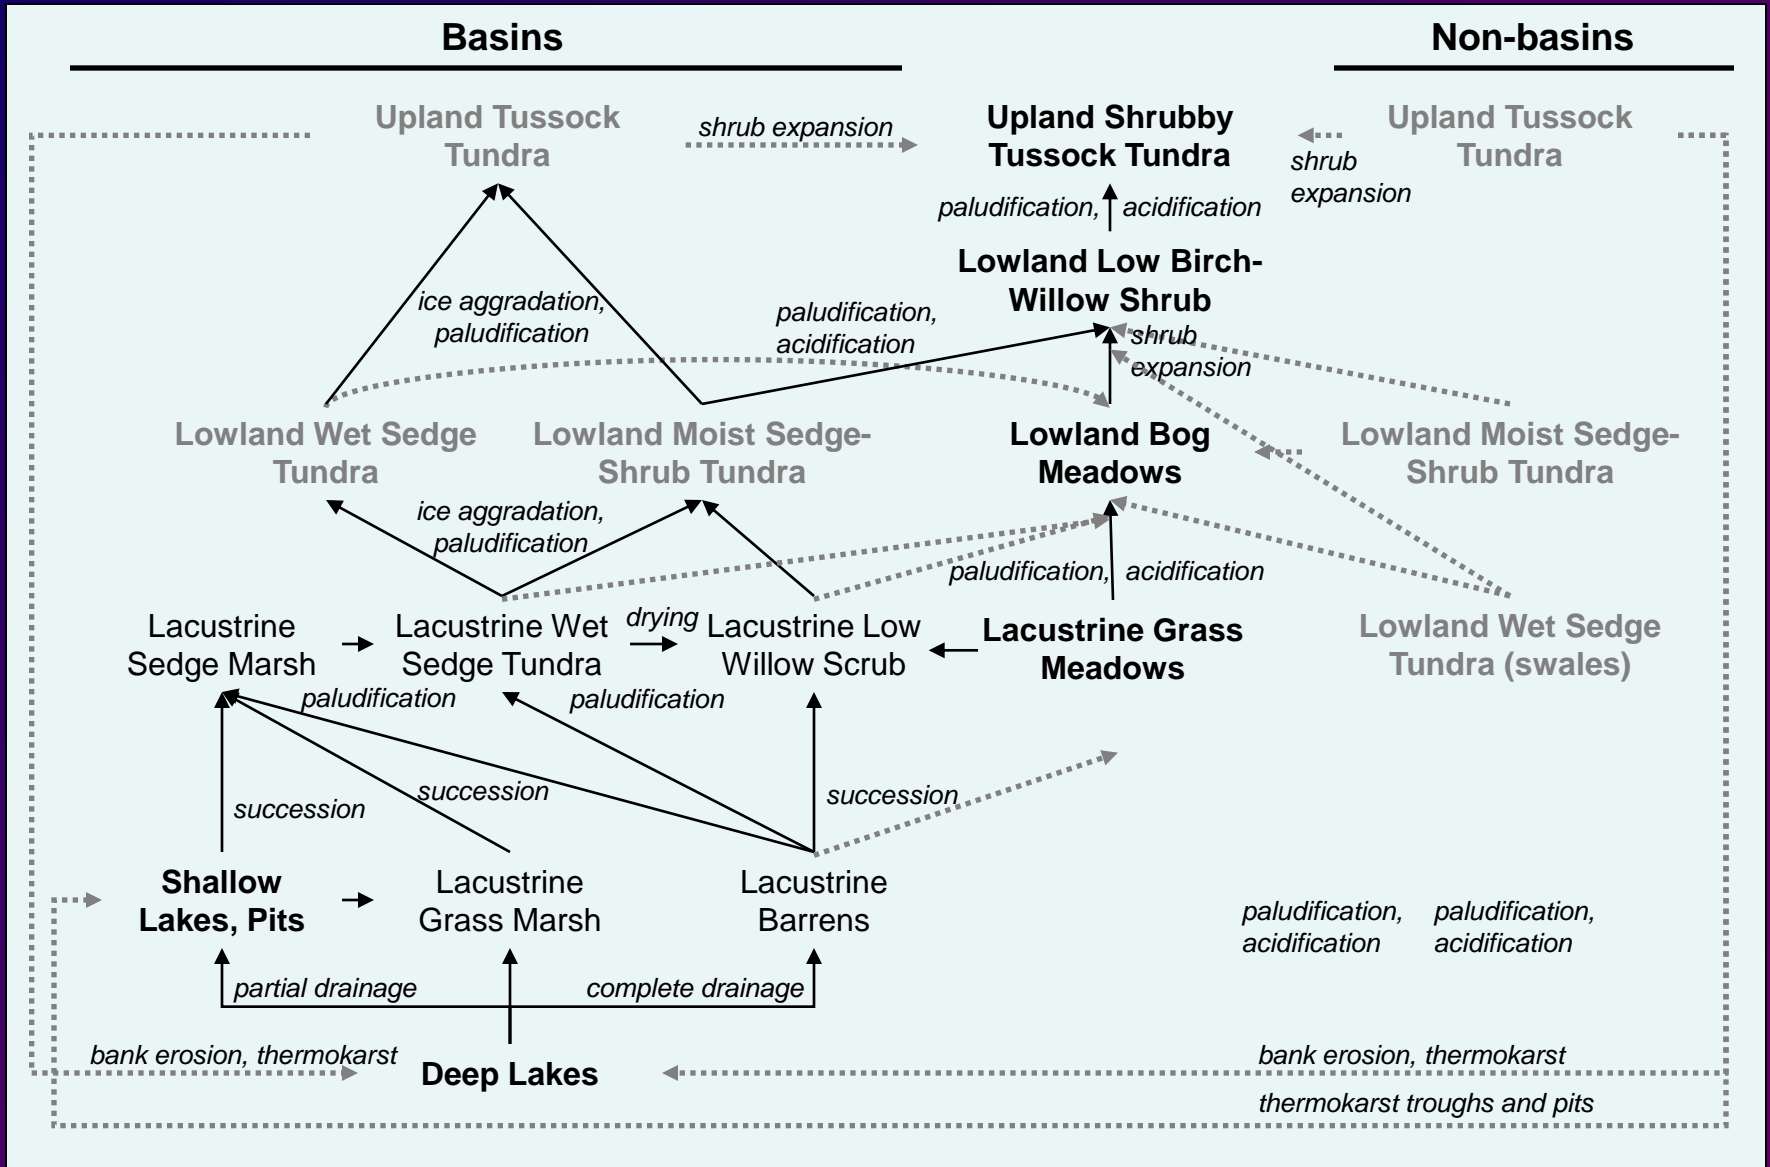 Basins
Non-basins
Upland Tussock
Tundra
shrub expansion
Upland Shrubby
Tussock Tundra
Upland Tussock
Tundra
shrub
expansion
paludification,
acidification
Lowland Low Birch-
Willow Shrub
ice aggradation,
paludification
paludification,
acidification
shrub
expansion
Lowland Wet Sedge
Tundra
Lowland Moist Sedge-
Shrub Tundra
Lowland Bog
Meadows
Lowland Moist Sedge-
Shrub Tundra
ice aggradation,
paludification
paludification,
acidification
Lacustrine
Sedge Marsh
Lacustrine Wet
Sedge Tundra
drying
Lacustrine Low
Willow Scrub
Lacustrine Grass
Meadows
Lowland Wet Sedge
Tundra (swales)
paludification
paludification
succession
succession
succession
Shallow
Lakes, Pits
Lacustrine
Grass Marsh
Lacustrine
Barrens
paludification,
acidification
paludification,
acidification
partial drainage
complete drainage
bank erosion, thermokarst
Deep Lakes
bank erosion, thermokarst
thermokarst troughs and pits